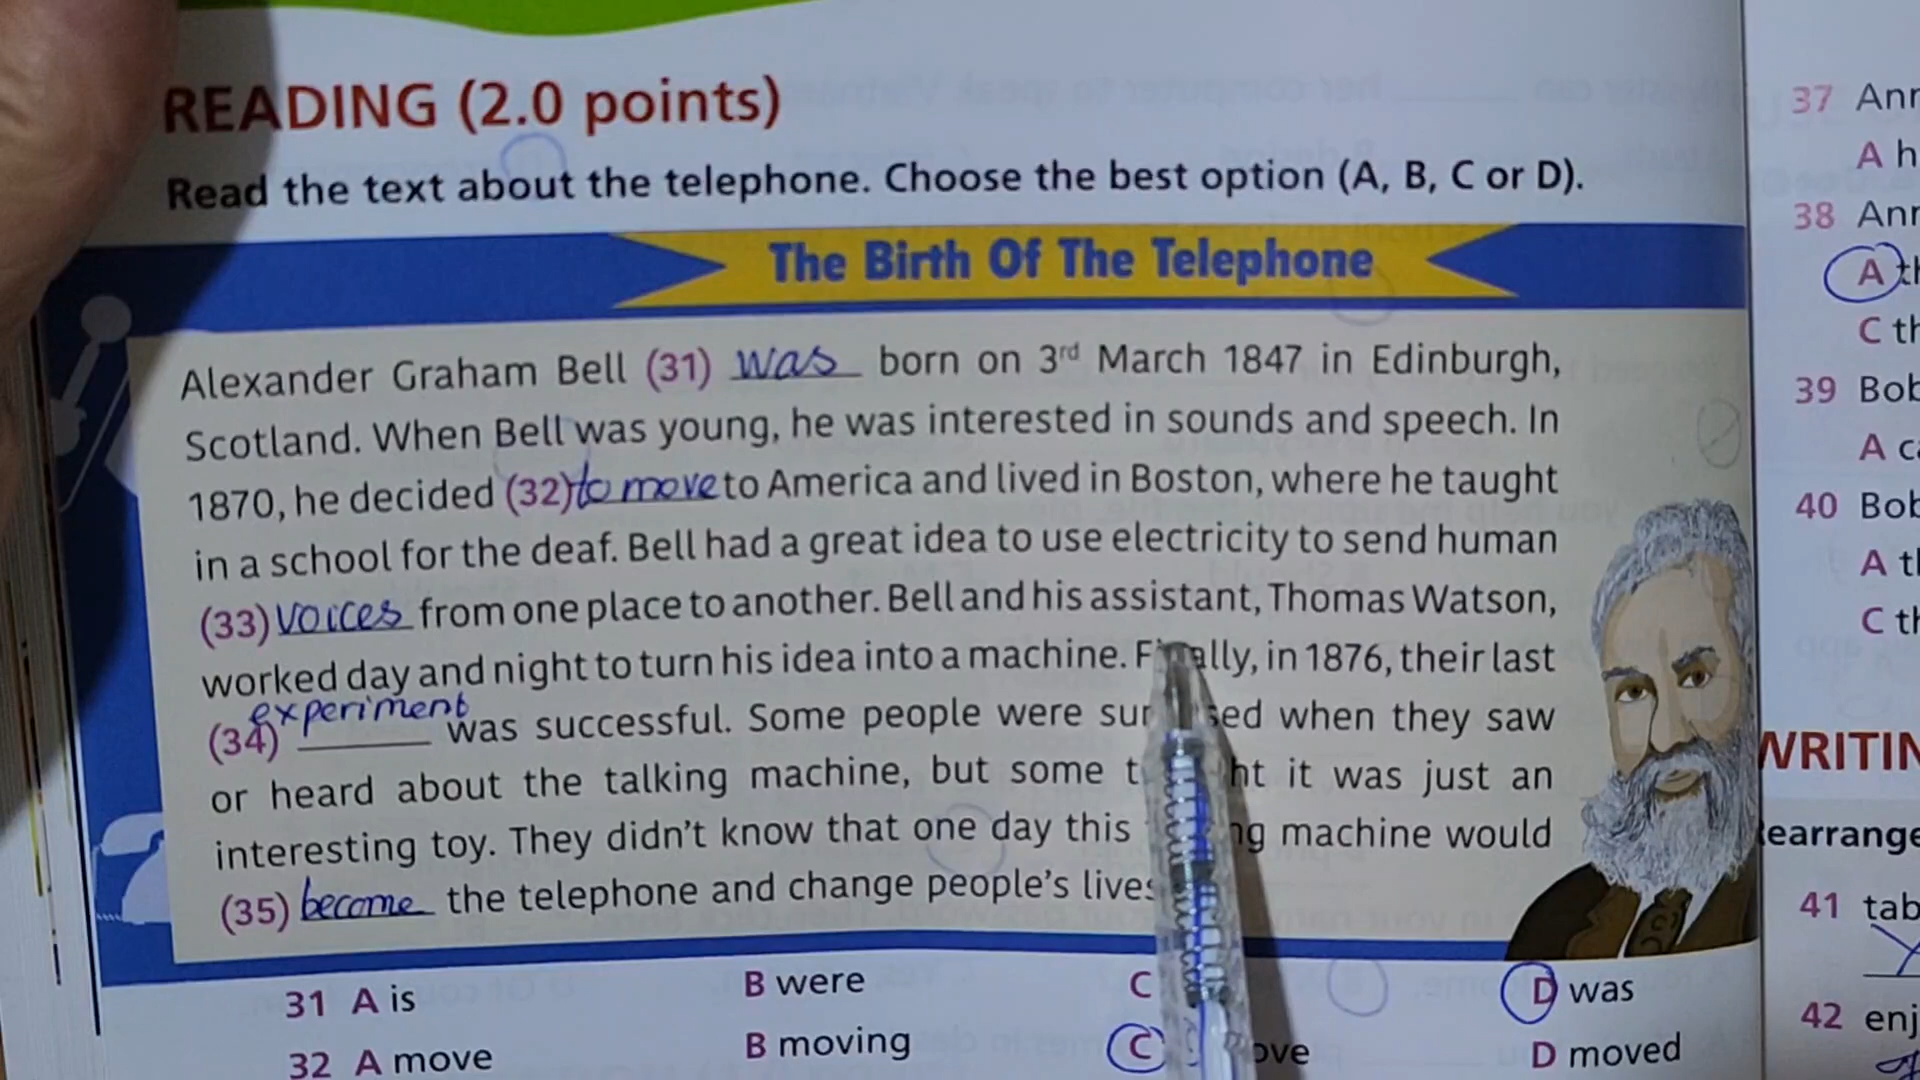 READING (2.0 points)
Read the text about the telephone. Choose the best option (A, B, C or D).
The Birth Of The Telephone
Alexander Graham Bell (31) was born on 3rd March 1847 in Edinburgh,
Scotland. When Bell was young, he was interested in sounds and speech. In
1870, he decided (32) to move to America and lived in Boston, where he taught
in a school for the deaf. Bell had a great idea to use electricity to send human
(33) voices from one place to another. Bell and his assistant, Thomas Watson,
worked day and night to turn his idea into a machine. Finally, in 1876, their last
experiment
(34) was successful. Some people were when they saw
or heard about the talking machine, but some it was just an
interesting toy. They didn't know that one day this machine would
(35) become the telephone and change people's lives
31 A is B were C D was
32 A move B moving C D moved
37
A
38
A
C
39
A
40
A
C
41
42